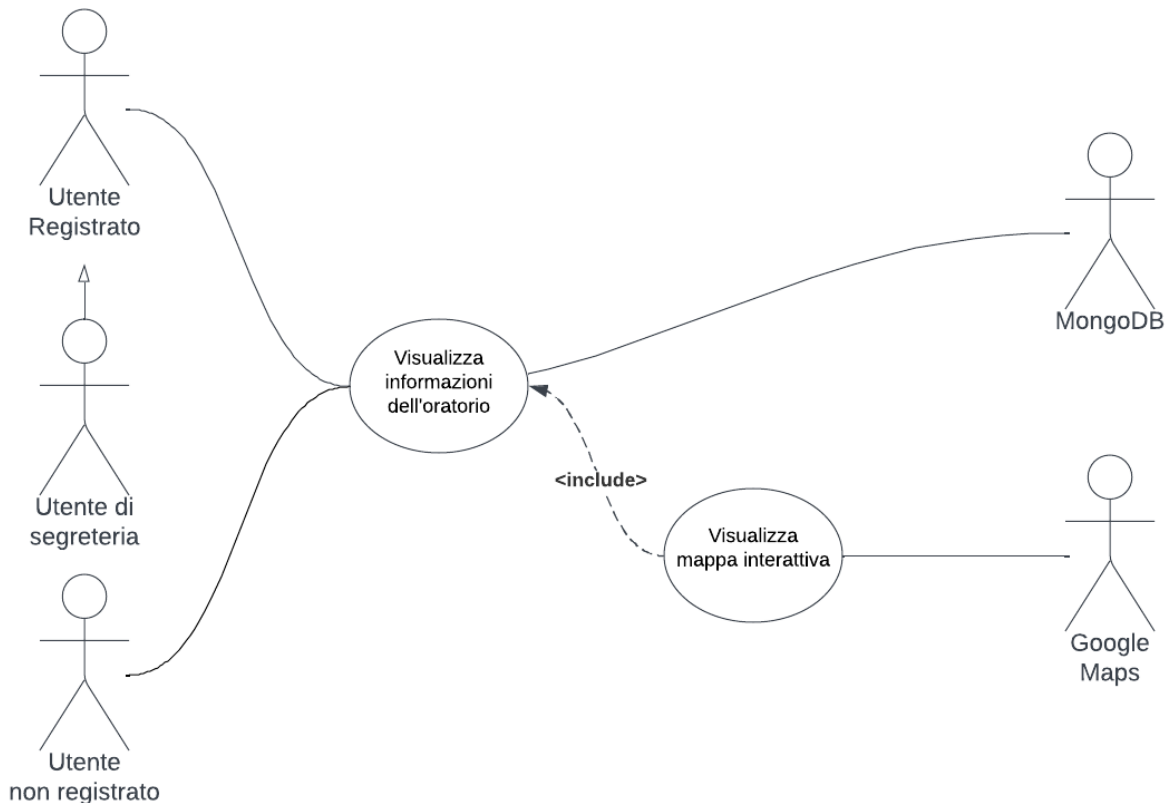 Utente
Registrato
Utente di
segreteria
Utente
non registrato
Visualizza
informazioni
dell'oratorio
<include>
Visualizza
mappa interattiva
MongoDB
Google
Maps